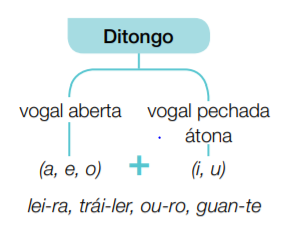 Ditongo
vogal aberta vogal pechada
· átona
(a, e, o) + (i, u)
lei-ra, trái-ler, ou-ro, guan-te